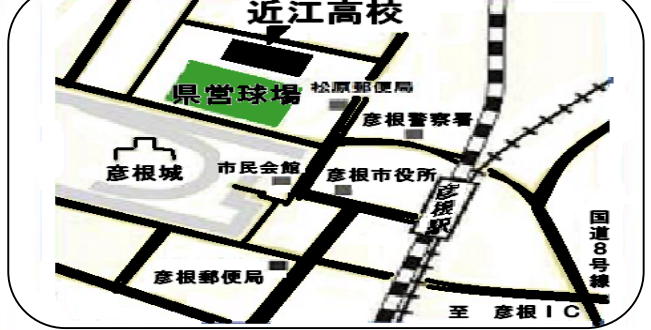 近江高校
県営球場
松原郵便局
彦根警察署
彦根城
市民会館
彦根市役所
彦根駅
国道8号線
彦根郵便局
至 彦根IC